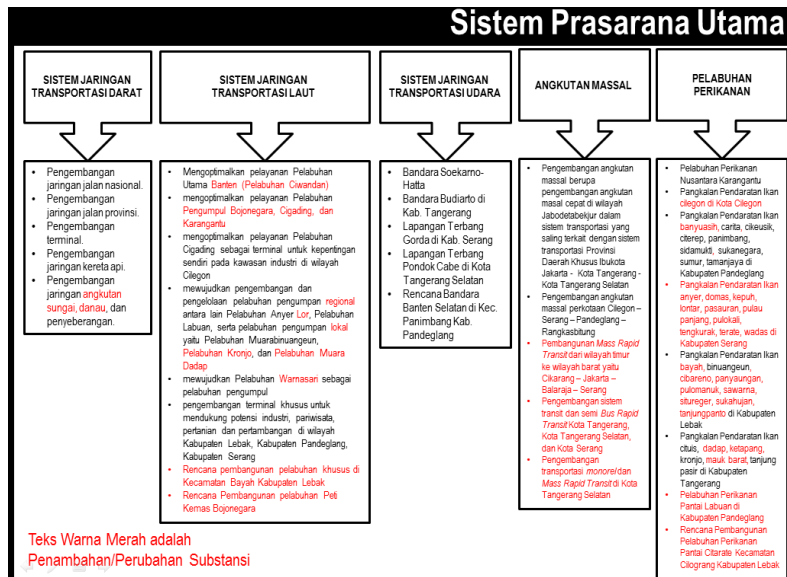 Sistem Prasarana Utama
SISTEM JARINGAN
TRANSPORTASI DARAT
• Pengembangan
jaringan jalan nasional.
• Pengembangan
jaringan jalan provinsi.
• Pengembangan
terminal.
• Pengembangan
jaringan kereta api.
• Pengembangan
jaringan angkutan
sungai, danau, dan
penyeberangan.
SISTEM JARINGAN
TRANSPORTASI LAUT
• Mengoptimalkan pelayanan Pelabuhan
Utama Banten (Pelabuhan Ciwandan)
• mengoptimalkan pelayanan Pelabuhan
Pengumpul Bojonegara, Cigading, dan
Karangantu
• mengoptimalkan pelayanan Pelabuhan
Cigading sebagai terminal untuk kepentingan
sendiri pada kawasan industri di wilayah
Cilegon
• mewujudkan pengembangan dan
pengelolaan pelabuhan pengumpan regional
antara lain Pelabuhan Anyer Lor, Pelabuhan
Labuan, serta pelabuhan pengumpan lokal
yaitu Pelabuhan Muarabinuangeun,
Pelabuhan Kronjo, dan Pelabuhan Muara
Dadap
• mewujudkan Pelabuhan Warnasari sebagai
pelabuhan pengumpul
• pengembangan terminal khusus untuk
mendukung potensi industri, pariwisata,
pertanian dan pertambangan di wilayah
Kabupaten Lebak, Kabupaten Pandeglang,
Kabupaten Serang
• Rencana pembangunan pelabuhan khusus di
Kecamatan Bayah Kabupaten Lebak
• Rencana Pembangunan pelabuhan Peti
Kemas Bojonegara
SISTEM JARINGAN
TRANSPORTASI UDARA
• Bandara Soekarno-
Hatta
• Bandara Budiarto di
Kab. Tangerang
• Lapangan Terbang
Gorda di Kab. Serang
• Lapangan Terbang
Pondok Cabe di Kota
Tangerang Selatan
• Rencana Bandara
Banten Selatan di Kec.
Panimbang Kab.
Pandeglang
ANGKUTAN MASSAL
• Pengembangan angkutan
massal berupa
pengembangan angkutan
masal cepat di wilayah
Jabodetabekjur dalam
sistem transportasi yang
saling terkait dengan sistem
transportasi Provinsi
Daerah Khusus Ibukota
Jakarta - Kota Tangerang -
Kota Tangerang Selatan
• Pengembangan angkutan
massal perkotaan Cilegon –
Serang – Pandeglang –
Rangkasbitung
• Pembangunan Mass Rapid
Transit dari wilayah timur
ke wilayah barat yaitu
Cikarang – Jakarta –
Balaraja – Serang
• Pengembangan sistem
transit dan semi Bus Rapid
Transit Kota Tangerang,
Kota Tangerang Selatan,
dan Kota Serang
• Pengembangan
transportasi monorel dan
Mass Rapid Transit di Kota
Tangerang Selatan
PELABUHAN
PERIKANAN
• Pelabuhan Perikanan
Nusantara Karangantu
• Pangkalan Pendaratan Ikan
cilegon di Kota Cilegon
• Pangkalan Pendaratan Ikan
banyuasih, carita, cikeusik,
citerep, panimbang,
sidamukti, sukanegara,
sumur, tamanjaya di
Kabupaten Pandeglang
• Pangkalan Pendaratan Ikan
anyer, domas, kepuh,
lontar, pasauran, pulau
panjang, pulokali,
tengkurak, terate, wadas di
Kabupaten Serang
• Pangkalan Pendaratan Ikan
bayah, binuangeun,
cibareno, panyaungan,
pulomanuk, sawarna,
situreger, sukahujan,
tanjungpanto di Kabupaten
Lebak
• Pangkalan Pendaratan Ikan
cituis, dadap, ketapang,
kronjo, mauk barat, tanjung
pasir di Kabupaten
Tangerang
• Pelabuhan Perikanan
Pantai Labuan di
Kabupaten Pandeglang
• Rencana Pembangunan
Pelabuhan Perikanan
Pantai Citarate Kecamatan
Cilograng Kabupaten Lebak
Teks Warna Merah adalah
Penambahan/Perubahan Substansi